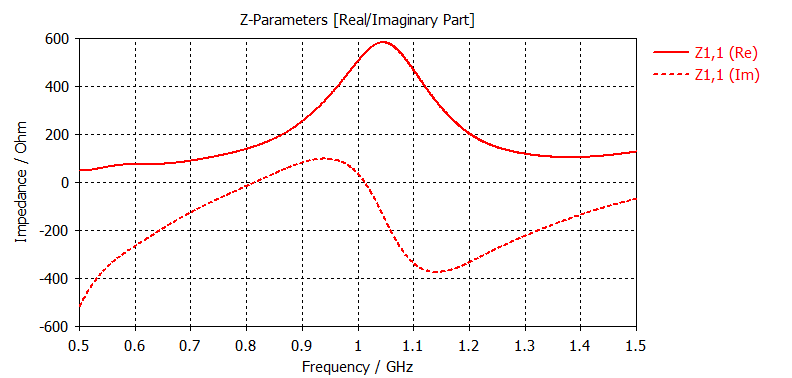 Z-Parameters [Real/Imaginary Part]
600
400
200
0
-200
-400
-600
Impedance / Ohm
0.5 0.6 0.7 0.8 0.9 1 1.1 1.2 1.3 1.4 1.5
Frequency / GHz
Z1,1 (Re)
Z1,1 (Im)